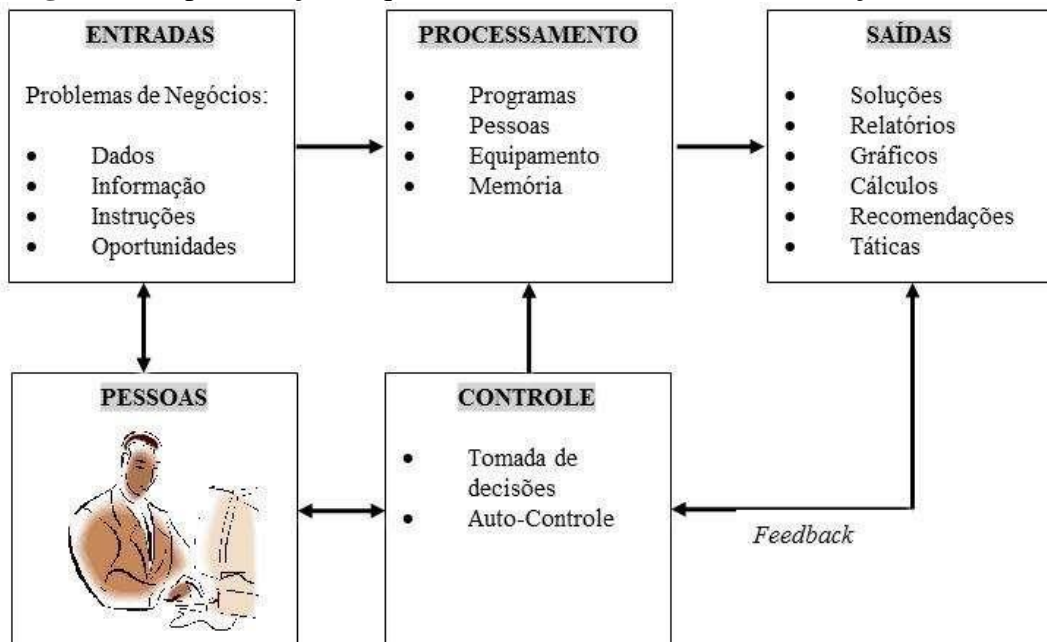 ENTRADAS
Problemas de Negócios:
• Dados
• Informação
• Instruções
• Oportunidades
PROCESSAMENTO
• Programas
• Pessoas
• Equipamento
• Memória
SAÍDAS
• Soluções
• Relatórios
• Gráficos
• Cálculos
• Recomendações
• Táticas
PESSOAS
CONTROLE
• Tomada de
decisões
• Auto-Controle
Feedback